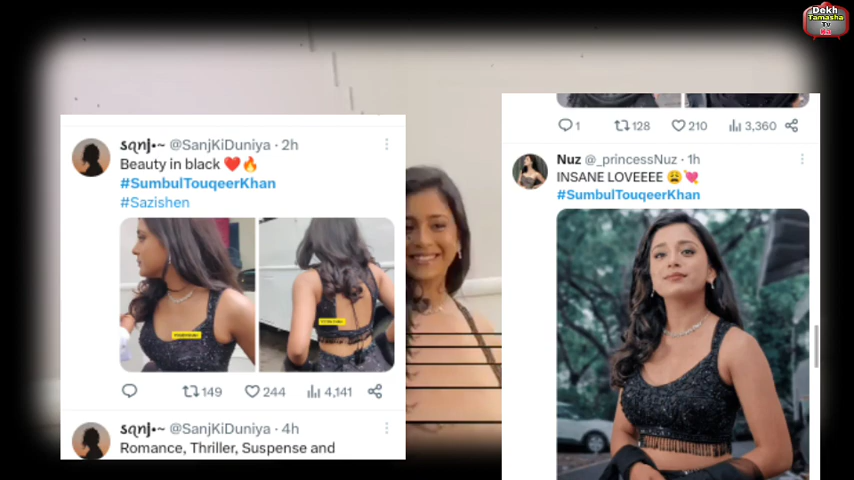 Dekh
Tamasha
Tv
sanj•~ @SanjKiDuniya · 2h
Beauty in black ❤️🔥
#SumbulTouqeerKhan
#Sazishen
149 244 4,141
sanj•~ @SanjKiDuniya · 4h
Romance, Thriller, Suspense and
1 128 210 3,360
Nuz @_princessNuz · 1h
INSANE LOVEEEE 😩💘
#SumbulTouqeerKhan